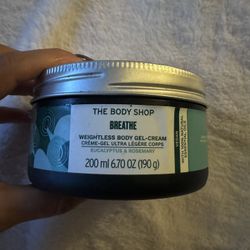 THE BODY SHOP
BREATHE
WEIGHTLESS BODY GEL-CREAM
CRÈME-GEL ULTRA LÉGÈRE CORPS
EUCALYPTUS & ROSEMARY
200 ml 6.70 OZ (190 g)
VEGAN